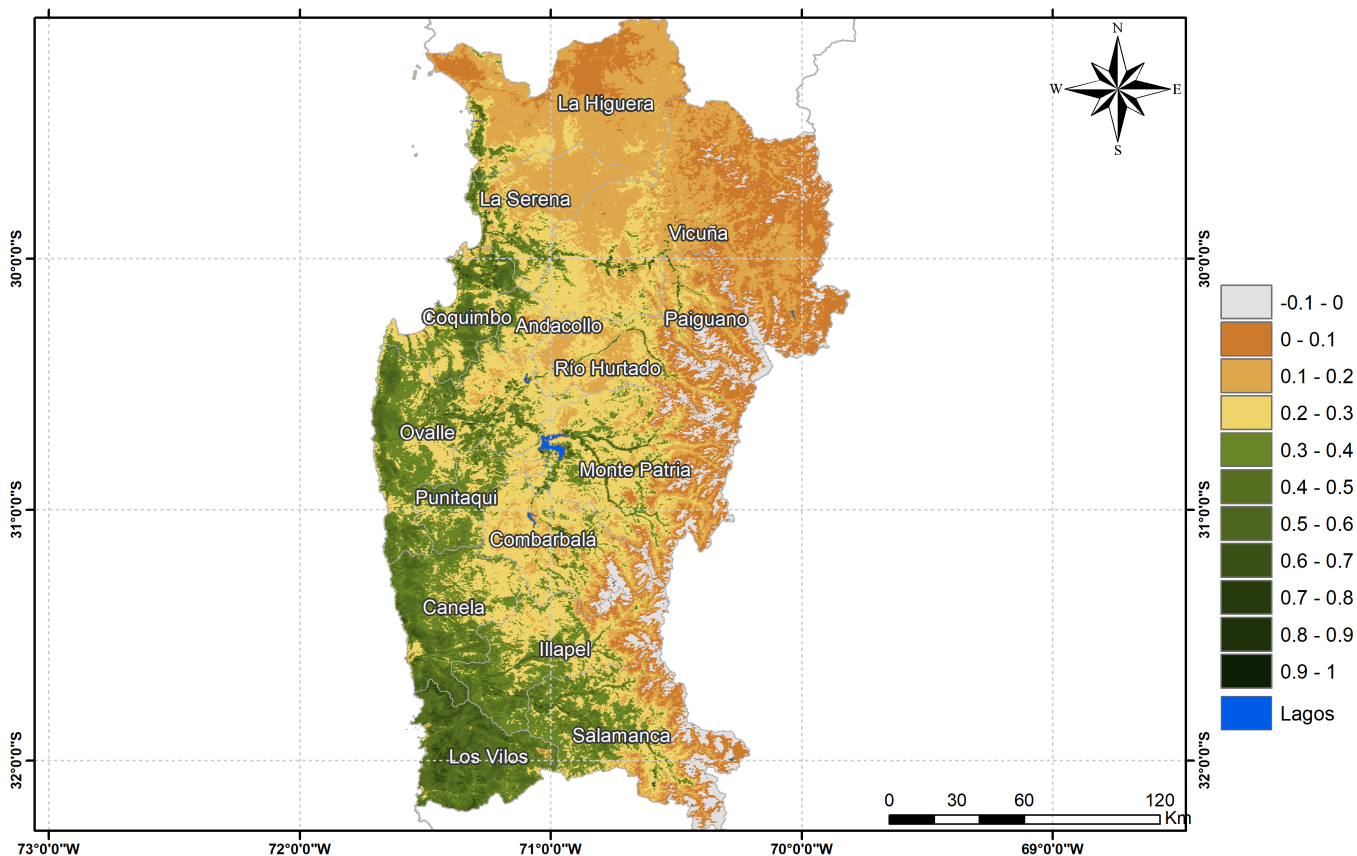 N
W E
S
La Higuera
La Serena
Vicuña
Coquimbo
Andacollo
Paiguano
Río Hurtado
Ovalle
Monte Patria
Punitaqui
Combarbalá
Canela
Illapel
Salamanca
Los Vilos
30°0'0"S
31°0'0"S
32°0'0"S
30°0'0"S
31°0'0"S
32°0'0"S
73°0'0"W
72°0'0"W
71°0'0"W
70°0'0"W
69°0'0"W
-0.1 - 0
0 - 0.1
0.1 - 0.2
0.2 - 0.3
0.3 - 0.4
0.4 - 0.5
0.5 - 0.6
0.6 - 0.7
0.7 - 0.8
0.8 - 0.9
0.9 - 1
Lagos
0 30 60 120
Km